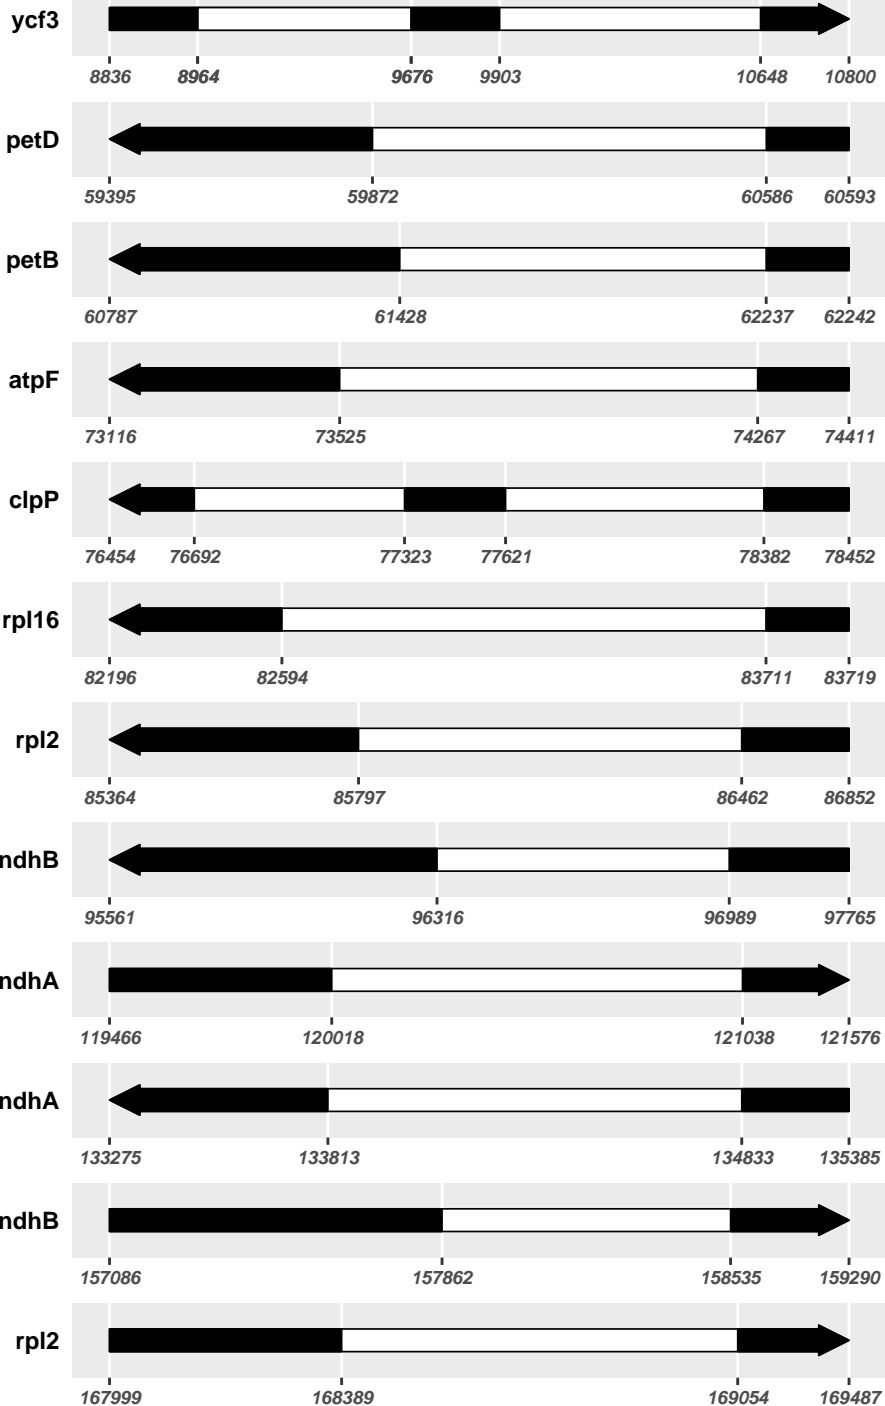 ycf3
8836 8964 9676 9903 10648 10800
petD
59395 59872 60586 60593
petB
60787 61428 62237 62242
atpF
73116 73525 74267 74411
clpP
76454 76692 77323 77621 78382 78452
rpl16
82196 82594 83711 83719
rpl2
85364 85797 86462 86852
ndhB
95561 96316 96989 97765
ndhA
119466 120018 121038 121576
ndhA
133275 133813 134833 135385
ndhB
157086 157862 158535 159290
rpl2
167999 168389 169054 169487